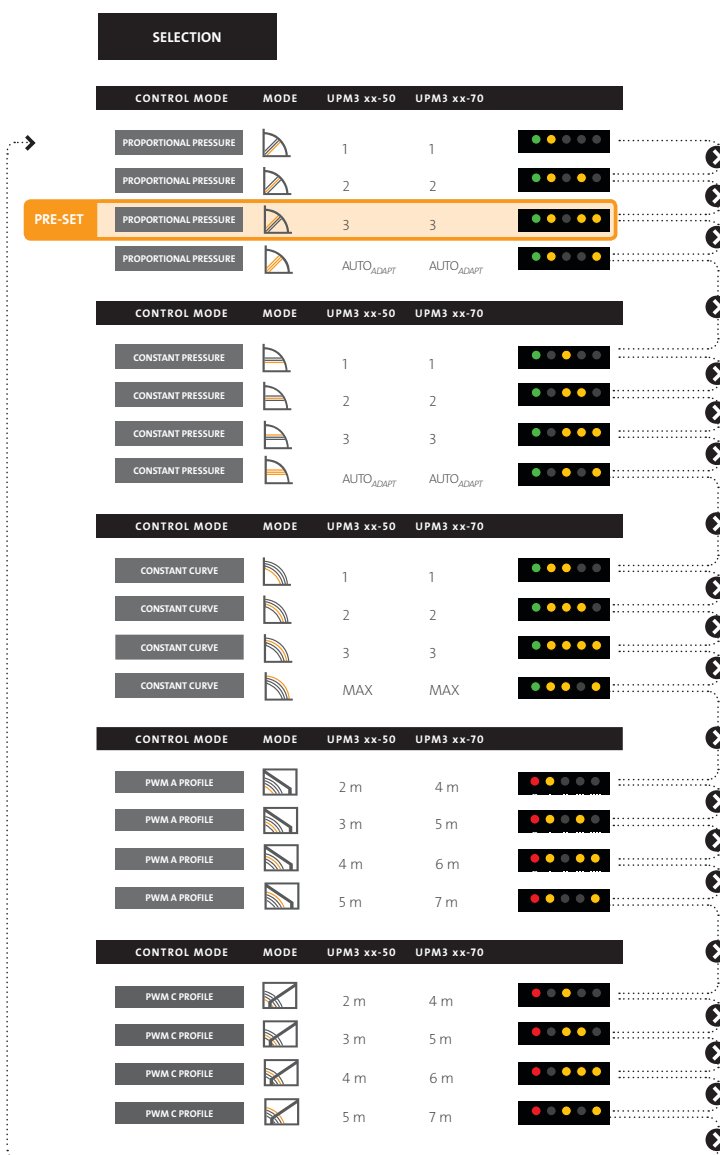 SELECTION
CONTROL MODE MODE UPM3 xx-50 UPM3 xx-70
PROPORTIONAL PRESSURE 1 1
PROPORTIONAL PRESSURE 2 2
PRE-SET PROPORTIONAL PRESSURE 3 3
PROPORTIONAL PRESSURE AUTOADAPT AUTOADAPT
CONTROL MODE MODE UPM3 xx-50 UPM3 xx-70
CONSTANT PRESSURE 1 1
CONSTANT PRESSURE 2 2
CONSTANT PRESSURE 3 3
CONSTANT PRESSURE AUTOADAPT AUTOADAPT
CONTROL MODE MODE UPM3 xx-50 UPM3 xx-70
CONSTANT CURVE 1 1
CONSTANT CURVE 2 2
CONSTANT CURVE 3 3
CONSTANT CURVE MAX MAX
CONTROL MODE MODE UPM3 xx-50 UPM3 xx-70
PWM A PROFILE 2 m 4 m
PWM A PROFILE 3 m 5 m
PWM A PROFILE 4 m 6 m
PWM A PROFILE 5 m 7 m
CONTROL MODE MODE UPM3 xx-50 UPM3 xx-70
PWM C PROFILE 2 m 4 m
PWM C PROFILE 3 m 5 m
PWM C PROFILE 4 m 6 m
PWM C PROFILE 5 m 7 m